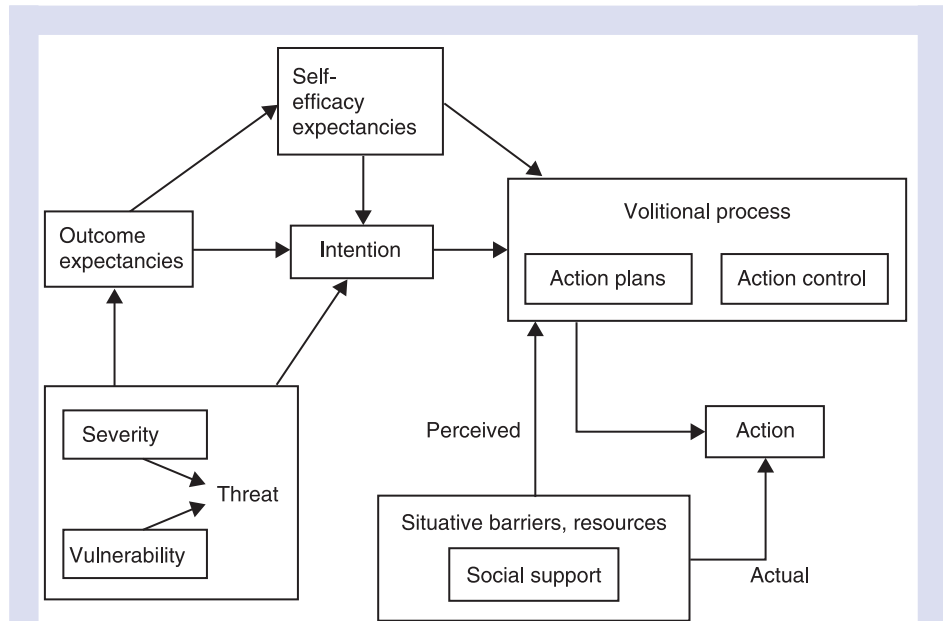 Self-
efficacy
expectancies
Volitional process
Outcome
expectancies
Intention
Action plans
Action control
Severity
Perceived
Action
Threat
Situative barriers, resources
Vulnerability
Social support
Actual